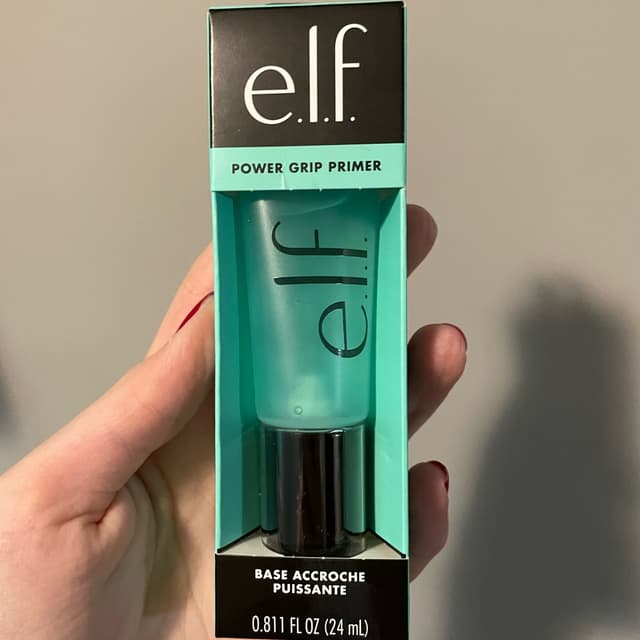 e.l.f.
POWER GRIP PRIMER
e.l.f.
BASE ACCROCHE
PUISSANTE
0.811 FL OZ (24 mL)